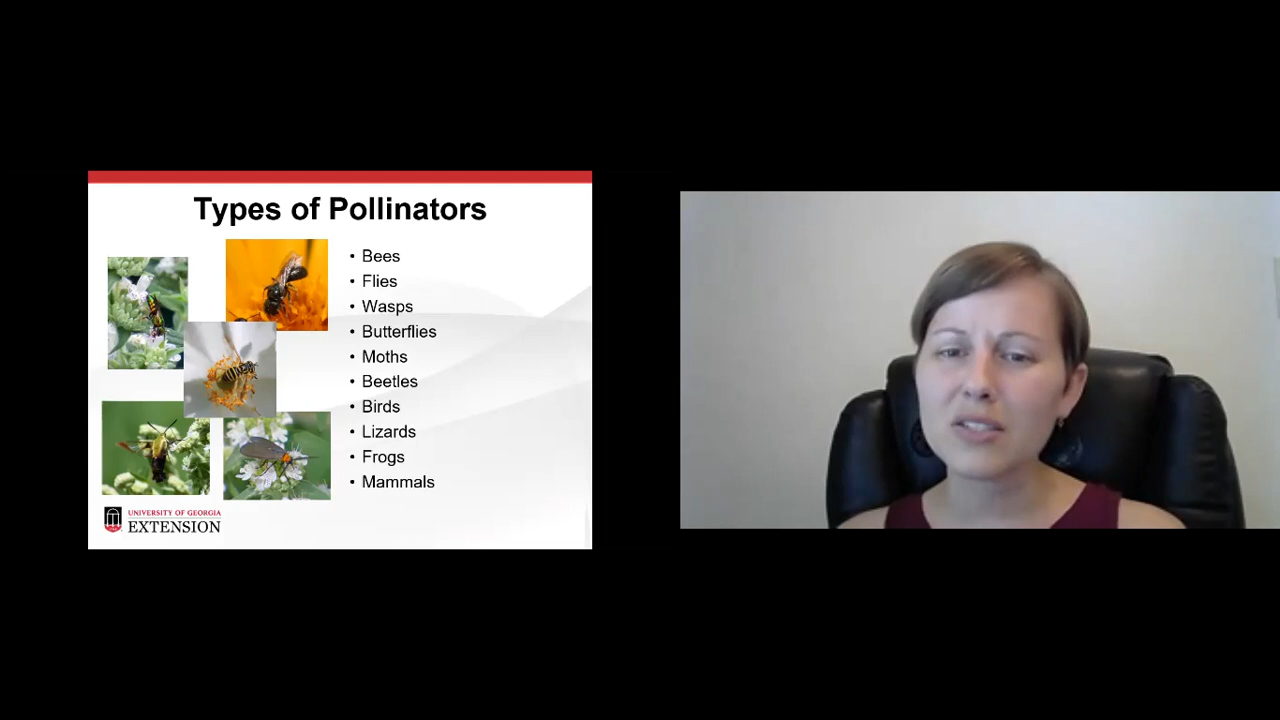 Types of Pollinators
• Bees
• Flies
• Wasps
• Butterflies
• Moths
• Beetles
• Birds
• Lizards
• Frogs
• Mammals
UNIVERSITY OF GEORGIA
EXTENSION